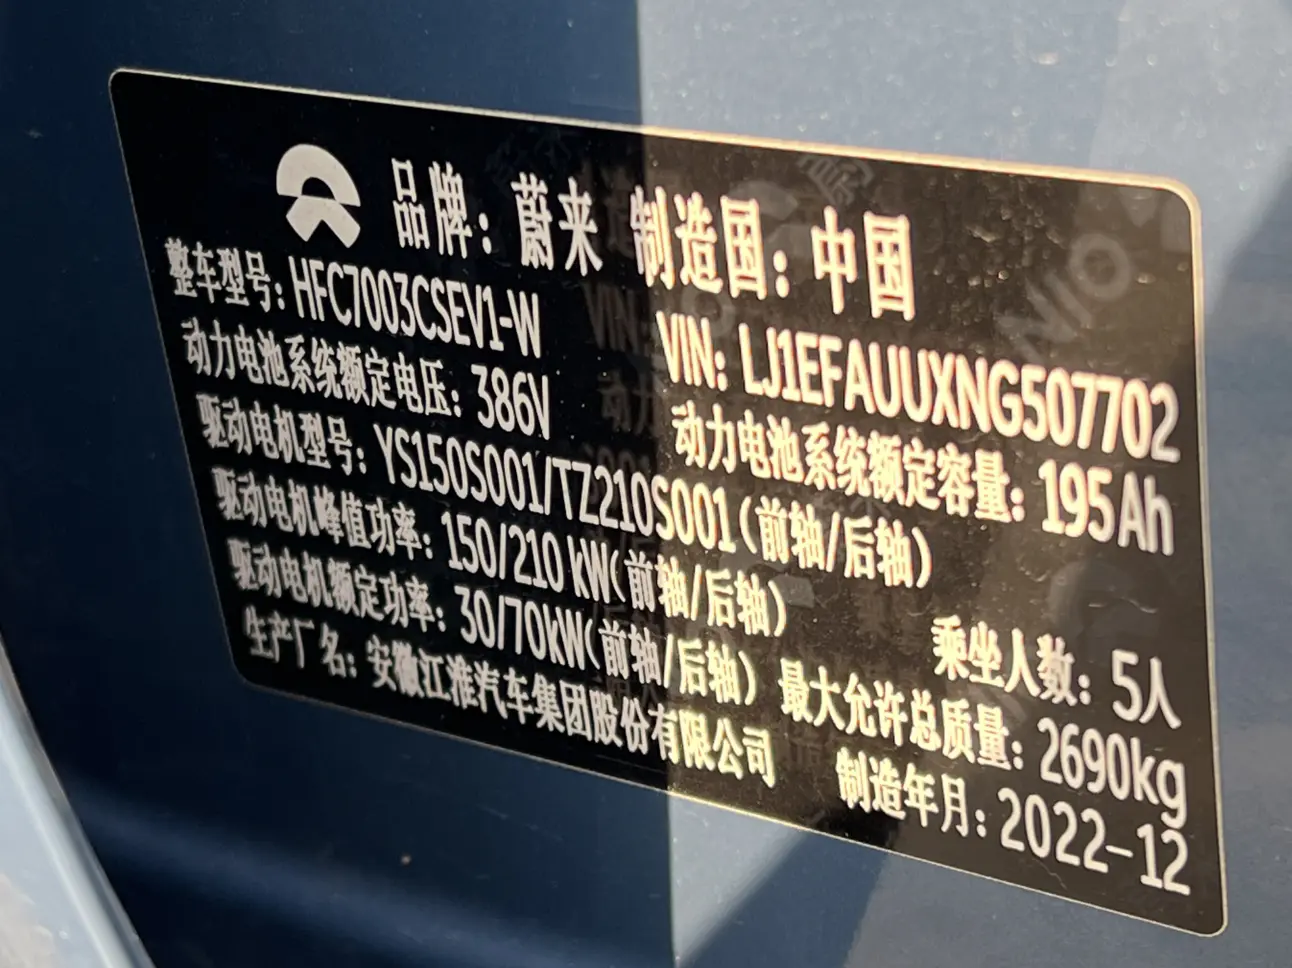 品牌：蔚来 制造国：中国
整车型号：HFC7003CSEV1-W VIN：LJ1EFAUUXNG507702
动力电池系统额定电压：386V 动力电池系统额定容量：195Ah
驱动电机型号：YS150S001/TZ210S001(前轴/后轴)
驱动电机峰值功率：150/210 kW(前轴/后轴) 乘坐人数：5人
驱动电机额定功率：30/70kW(前轴/后轴) 最大允许总质量：2690kg
生产厂名：安徽江淮汽车集团股份有限公司 制造年月：2022-12
NIO